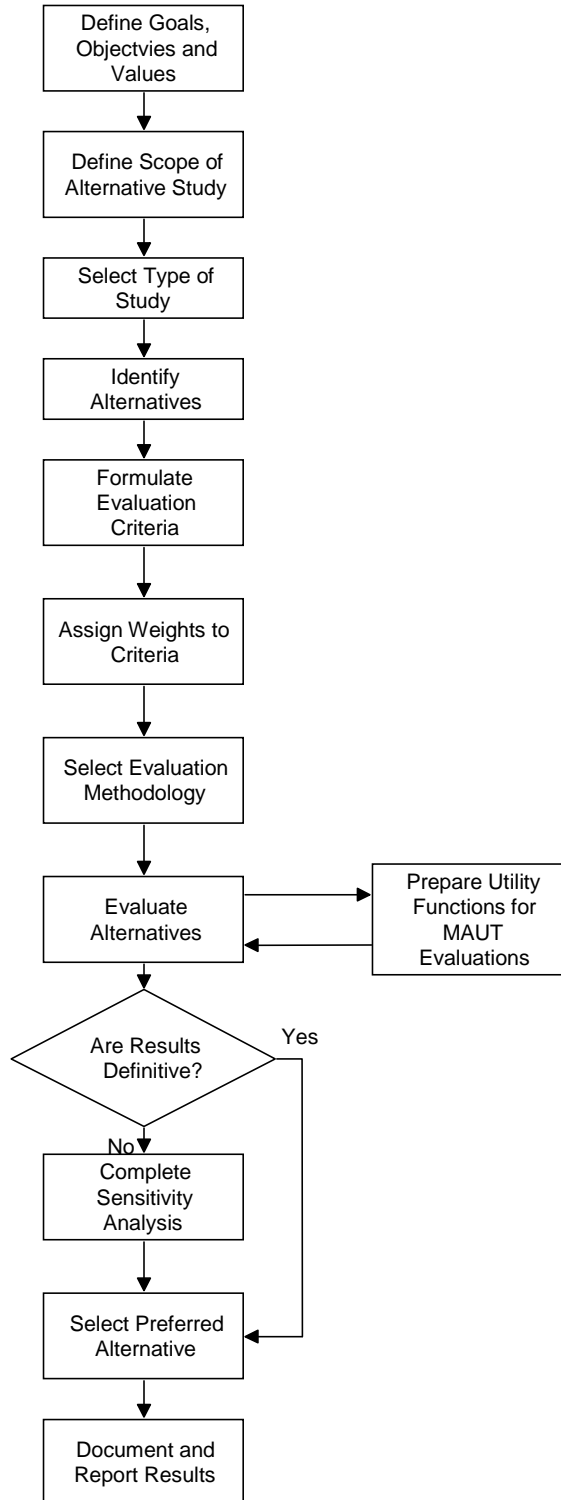 Define Goals,
Objectvies and
Values
Define Scope of
Alternative Study
Select Type of
Study
Identify
Alternatives
Formulate
Evaluation
Criteria
Assign Weights to
Criteria
Select Evaluation
Methodology
Evaluate
Alternatives
Prepare Utility
Functions for
MAUT
Evaluations
Are Results
Definitive?
Yes
No
Complete
Sensitivity
Analysis
Select Preferred
Alternative
Document and
Report Results